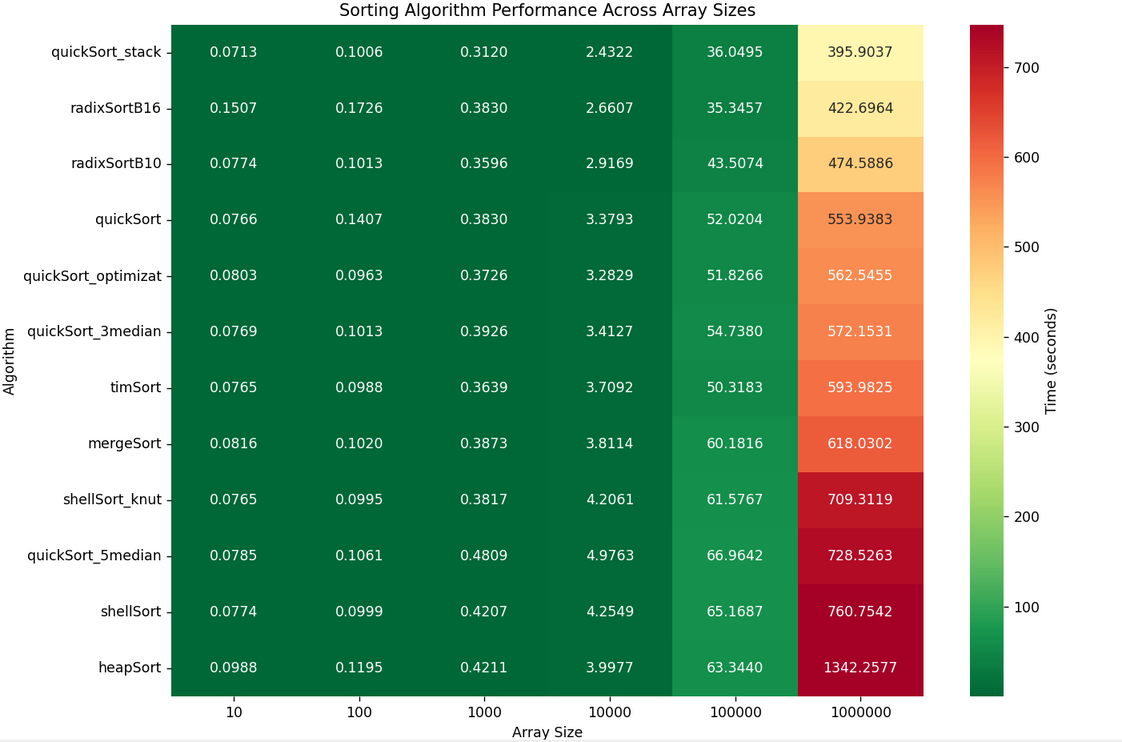 Sorting Algorithm Performance Across Array Sizes
quickSort_stack 0.0713 0.1006 0.3120 2.4322 36.0495 395.9037
radixSortB16 0.1507 0.1726 0.3830 2.6607 35.3457 422.6964
radixSortB10 0.0774 0.1013 0.3596 2.9169 43.5074 474.5886
quickSort 0.0766 0.1407 0.3830 3.3793 52.0204 553.9383
quickSort_optimizat 0.0803 0.0963 0.3726 3.2829 51.8266 562.5455
quickSort_3median 0.0769 0.1013 0.3926 3.4127 54.7380 572.1531
timSort 0.0765 0.0988 0.3639 3.7092 50.3183 593.9825
mergeSort 0.0816 0.1020 0.3873 3.8114 60.1816 618.0302
shellSort_knut 0.0765 0.0995 0.3817 4.2061 61.5767 709.3119
quickSort_5median 0.0785 0.1061 0.4809 4.9763 66.9642 728.5263
shellSort 0.0774 0.0999 0.4207 4.2549 65.1687 760.7542
heapSort 0.0988 0.1195 0.4211 3.9977 63.3440 1342.2577
10 100 1000 10000 100000 1000000
Array Size
Algorithm
700
600
500
400
300
200
100
Time (seconds)